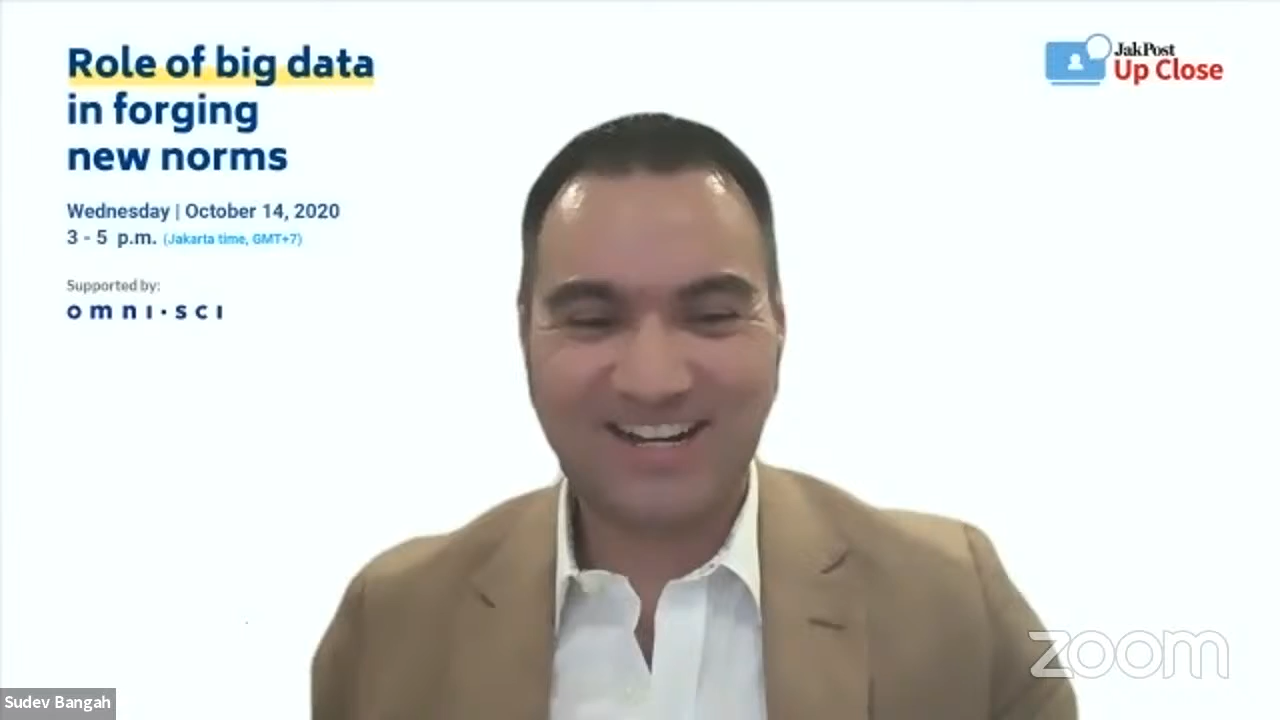 Role of big data
in forging
new norms
Wednesday | October 14, 2020
3 - 5 p.m. (Jakarta time, GMT+7)
Supported by:
omni·sci
JakPost
Up Close
zoom
Sudev Bangah